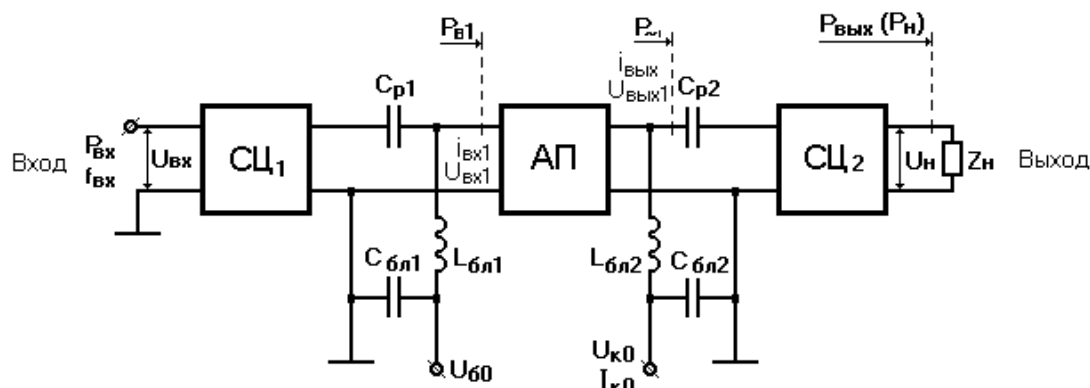 Pв1
P~1
Pвых (Pн)
iвых
Uвых1
Cр1
Cр2
Вход
Pвх
fвх
Uвх
СЦ1
iвх1
Uвх1
АП
СЦ2
Uн
Zн
Выход
Cбл1
Lбл1
Lбл2
Cбл2
Uб0
Uк0
Iк0